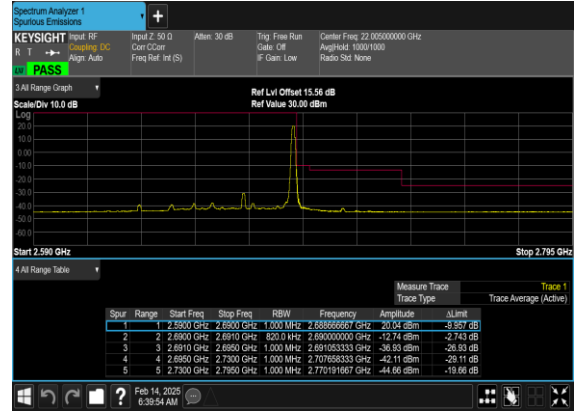 Spectrum Analyzer 1
Spurious Emissions
+
KEYSIGHT Input: RF Input Z: 50 Ω Atten: 30 dB Trig: Free Run Center Freq: 22.005000000 GHz
R T Coupling: DC Corr CCorr Gate: Off Avg|Hold: 1000/1000
Align: Auto Freq Ref: Int (S) IF Gain: Low Radio Std: None
PASS
3 All Range Graph
Ref Lvl Offset 15.56 dB
Scale/Div 10.0 dB Ref Value 30.00 dBm
Log
20.0
10.0
0.00
-10.0
-20.0
-30.0
-40.0
-50.0
-60.0
Start 2.590 GHz Stop 2.795 GHz
4 All Range Table
Measure Trace Trace 1
Trace Type Trace Average (Active)
Spur Range Start Freq Stop Freq RBW Frequency Amplitude ΔLimit
1 1 2.5900 GHz 2.6900 GHz 1.000 MHz 2.688666667 GHz 20.04 dBm -9.957 dB
2 2 2.6900 GHz 2.6910 GHz 820.0 kHz 2.690000000 GHz -12.74 dBm -2.743 dB
3 3 2.6910 GHz 2.6950 GHz 1.000 MHz 2.691053333 GHz -36.93 dBm -26.93 dB
4 4 2.6950 GHz 2.7300 GHz 1.000 MHz 2.707658333 GHz -42.11 dBm -29.11 dB
5 5 2.7300 GHz 2.7950 GHz 1.000 MHz 2.770191667 GHz -44.66 dBm -19.66 dB
? Feb 14, 2025
6:39:54 AM